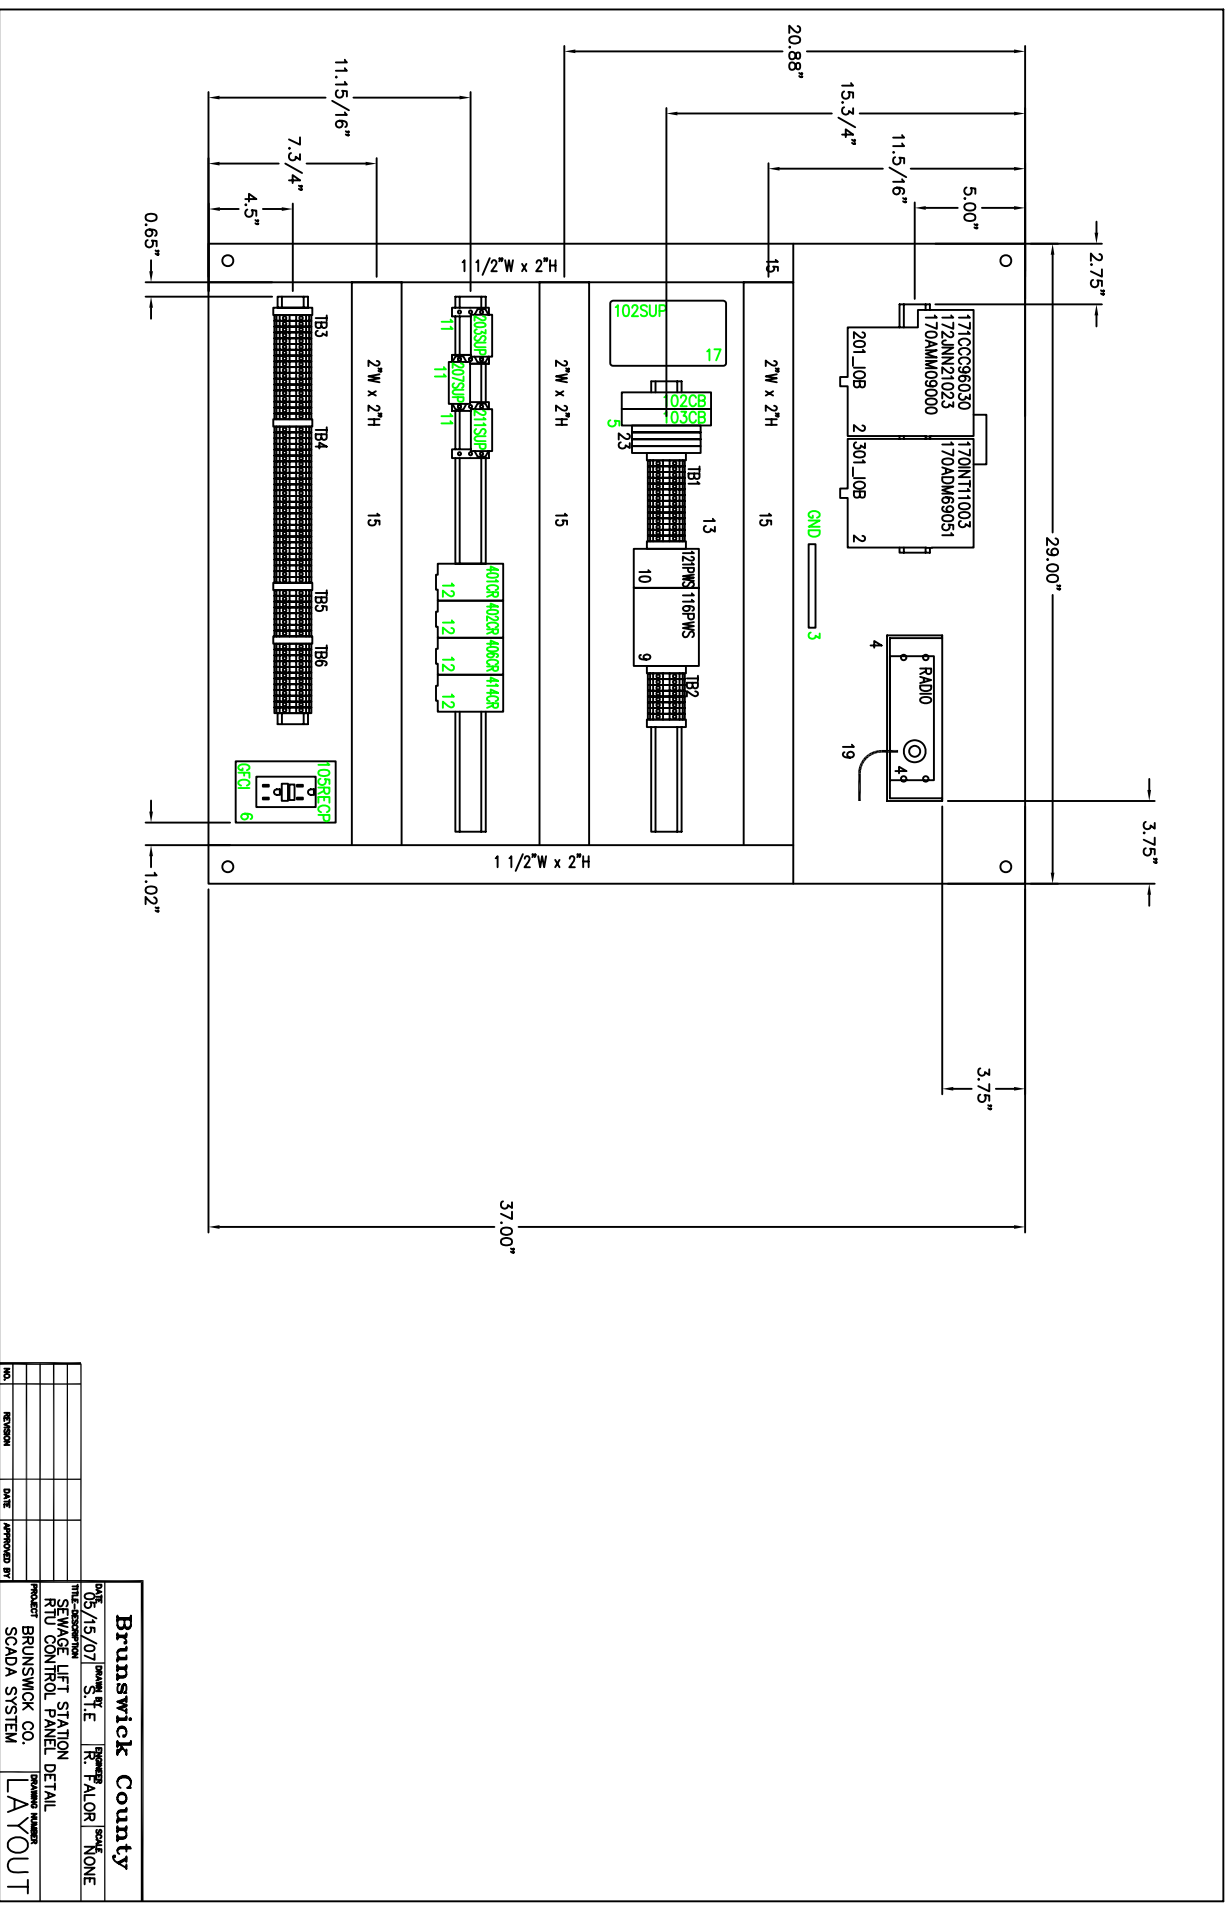 20.88"
15.3/4"
11.5/16"
5.00"
2.75"
29.00"
3.75"
3.75"
37.00"
11.15/16"
7.3/4"
4.5"
0.65"
1.02"
171CCC96030
172JNN21023
170AMM09000
201_IOB
2
170INT11003
170ADM69051
301_IOB
2
GND
3
RADIO
4
4
19
1 1/2"W x 2"H
15
2"W x 2"H
15
102SUP
17
102CB
103CB
5
23
TB1
13
121PWS
10
116PWS
9
TB2
2"W x 2"H
15
203SUP
11
207SUP
11
211SUP
11
401CR
12
402CR
12
406CR
12
414CR
12
2"W x 2"H
15
TB3
TB4
TB5
TB6
105RECP
GFCI
6
1 1/2"W x 2"H
NO.
REVISION
DATE
APPROVED BY
Brunswick County
DATE
05/15/07
DRAWN BY
S.T.E
ENGINEER
R. FALOR
SCALE
NONE
TITLE-DESCRIPTION
SEWAGE LIFT STATION
RTU CONTROL PANEL DETAIL
PROJECT
BRUNSWICK CO.
SCADA SYSTEM
DRAWING NUMBER
LAYOUT